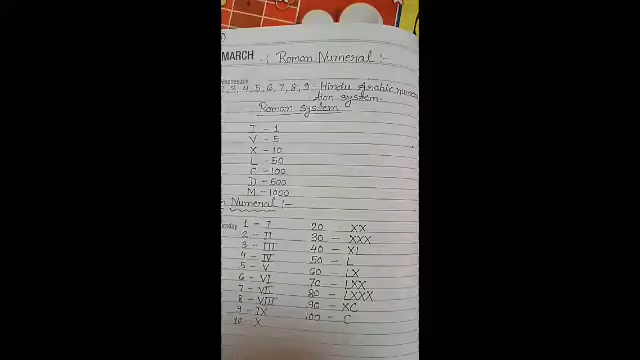 MARCH :- Roman Numeral :-
2, 3, 4, 5, 6, 7, 8, 9 - Hindu Arabic numer
ation system.
Roman system
I - 1
V - 5
X - 10
L - 50
C - 100
D - 500
M - 1000
Numeral :-
1 - I
2 - II
3 - III
4 - IV
5 - V
6 - VI
7 - VII
8 - VIII
9 - IX
10 - X
20 - XX
30 - XXX
40 - XL
50 - L
60 - LX
70 - LXX
80 - LXXX
90 - XC
100 - C